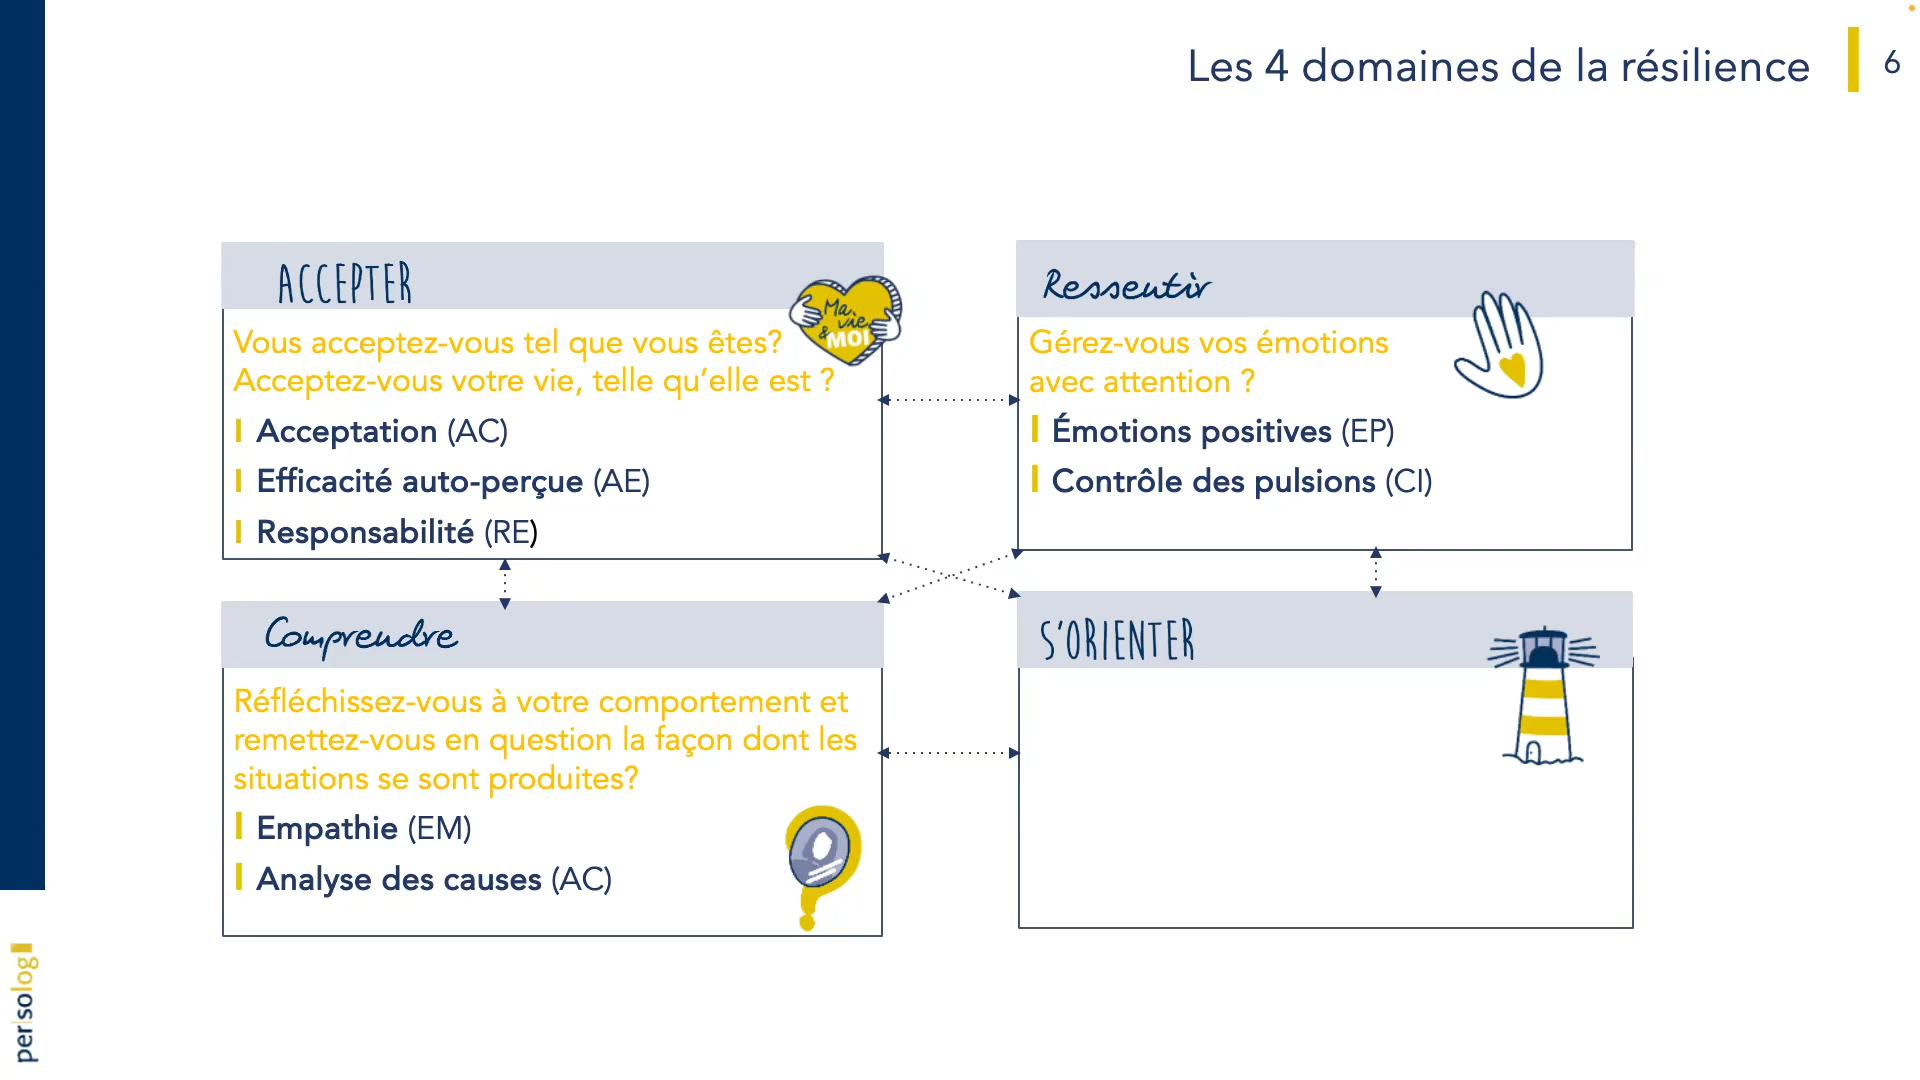 Les 4 domaines de la résilience
6
ACCEPTER
Ma vie & MOI
Vous acceptez-vous tel que vous êtes?
Acceptez-vous votre vie, telle qu’elle est ?
Acceptation (AC)
Efficacité auto-perçue (AE)
Responsabilité (RE)
Ressentir
Gérez-vous vos émotions
avec attention ?
Émotions positives (EP)
Contrôle des pulsions (CI)
Comprendre
Réfléchissez-vous à votre comportement et
remettez-vous en question la façon dont les
situations se sont produites?
Empathie (EM)
Analyse des causes (AC)
S’ORIENTER
persolog